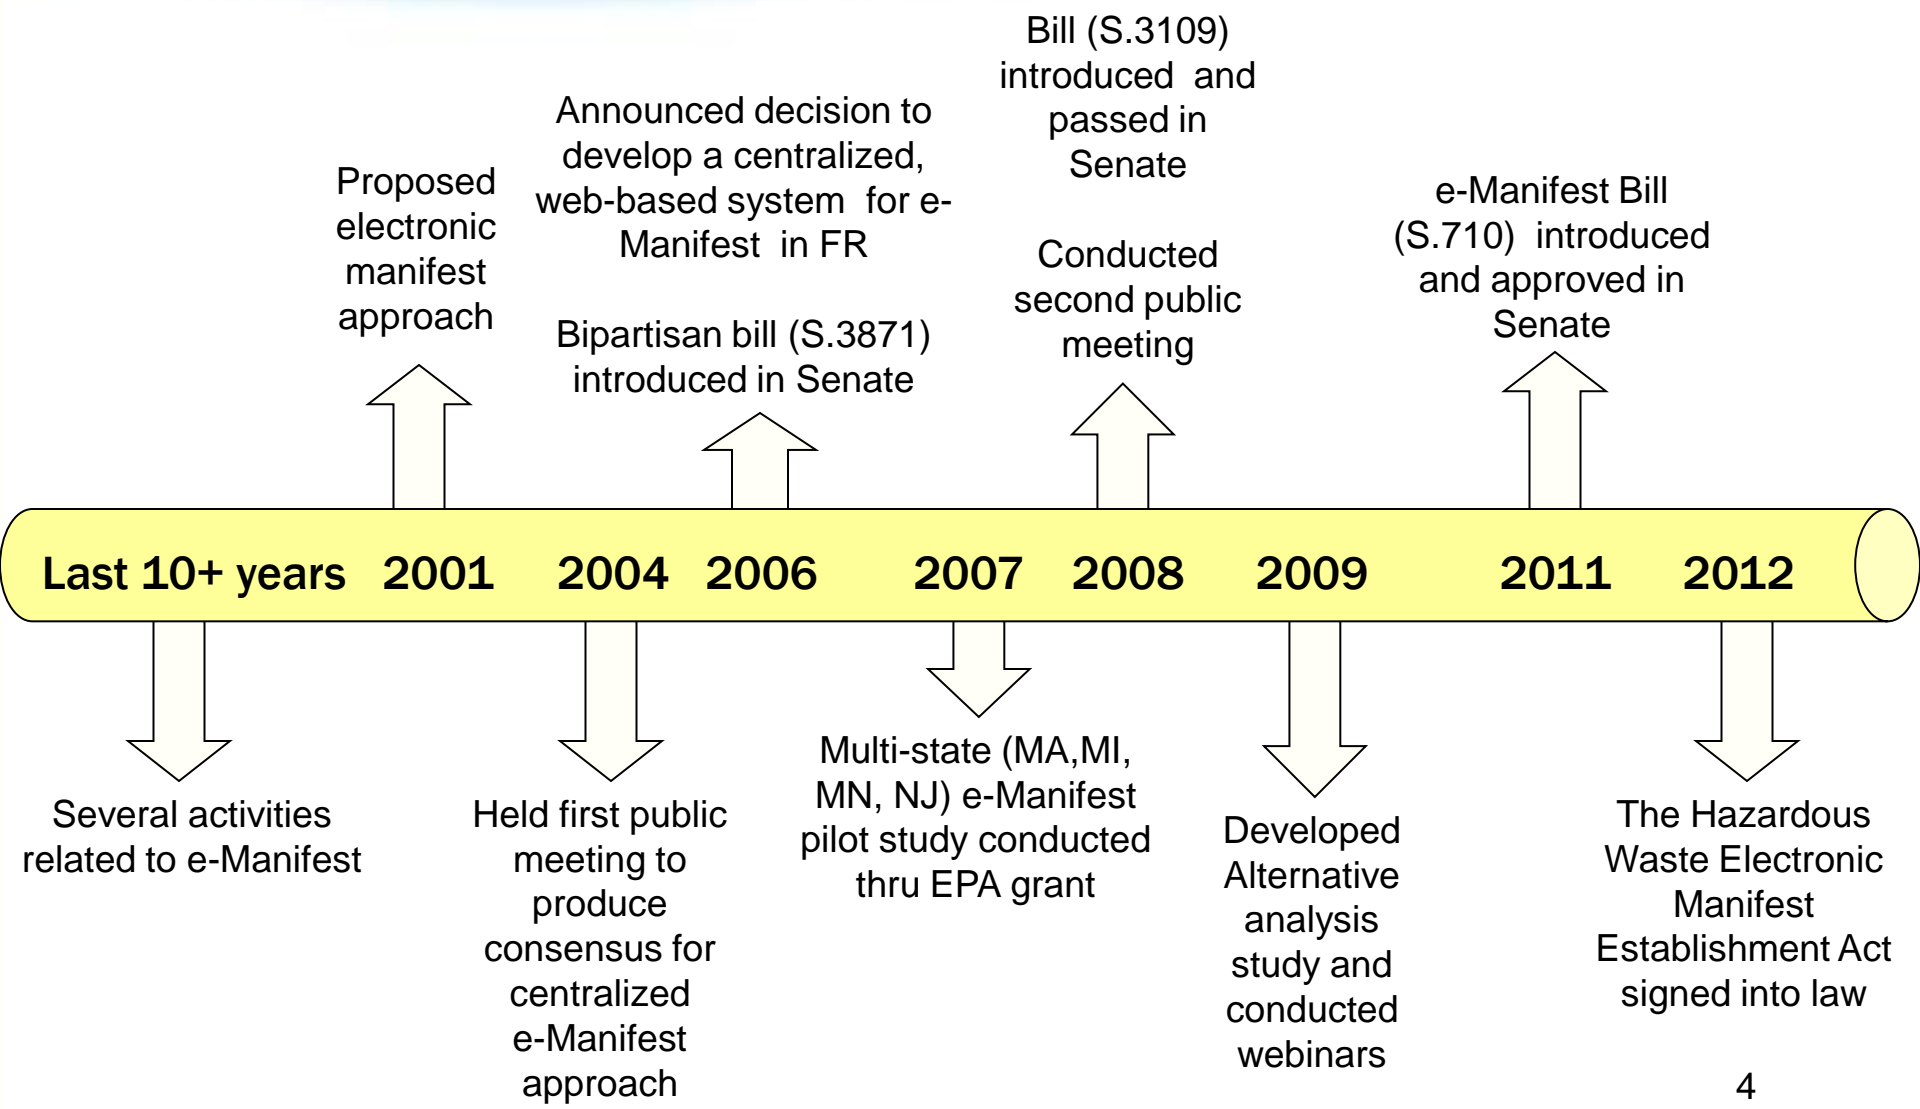 Bill (S.3109)
introduced and
passed in
Senate
Conducted
second public
meeting
Announced decision to
develop a centralized,
web-based system for e-
Manifest in FR
Bipartisan bill (S.3871)
introduced in Senate
Proposed
electronic
manifest
approach
e-Manifest Bill
(S.710) introduced
and approved in
Senate
Last 10+ years 2001 2004 2006 2007 2008 2009 2011 2012
Several activities
related to e-Manifest
Held first public
meeting to
produce
consensus for
centralized
e-Manifest
approach
Multi-state (MA,MI,
MN, NJ) e-Manifest
pilot study conducted
thru EPA grant
Developed
Alternative
analysis
study and
conducted
webinars
The Hazardous
Waste Electronic
Manifest
Establishment Act
signed into law
4